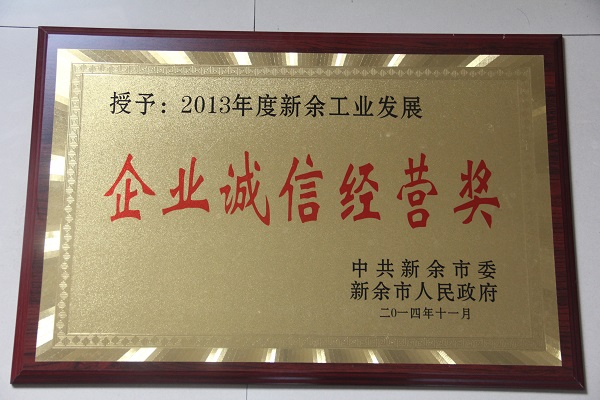 授予：2013年度新余工业发展
企业诚信经营奖
中共新余市委
新余市人民政府
二〇一四年十一月